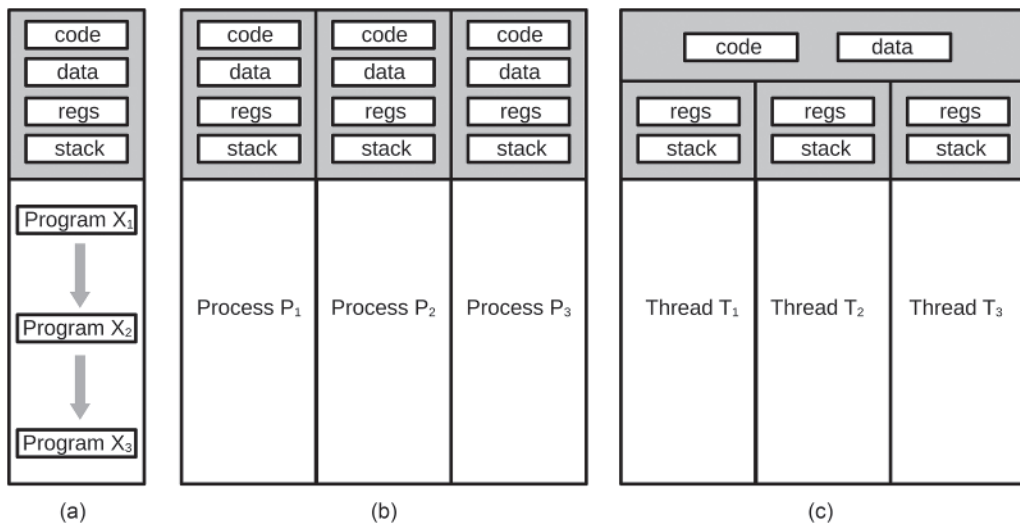 code
data
regs
stack
Program X₁
Program X₂
Program X₃
(a)
code code code
data data data
regs regs regs
stack stack stack
Process P₁ Process P₂ Process P₃
(b)
code data
regs regs regs
stack stack stack
Thread T₁ Thread T₂ Thread T₃
(c)